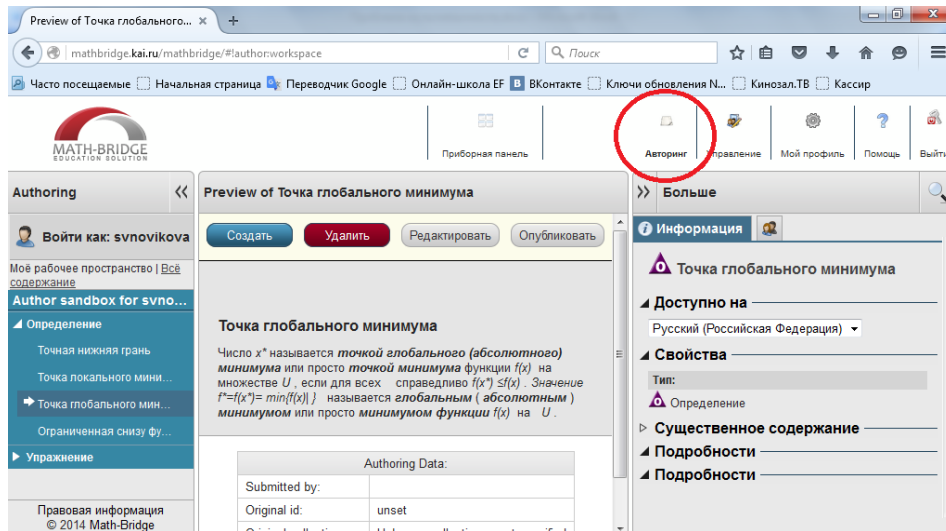 Preview of Точка глобального...
mathbridge.kai.ru/mathbridge/#!author:workspace
Поиск
Часто посещаемые Начальная страница Переводчик Google Онлайн-школа EF ВКонтакте Ключи обновления N... Кинозал.ТВ Кассир
MATH-BRIDGE
EDUCATION SOLUTION
Приборная панель
Авторинг
Управление
Мой профиль
Помощь
Выйти
Authoring
Войти как: svnovikova
Моё рабочее пространство | Всё
содержание
Author sandbox for svno...
Определение
Точная нижняя грань
Точка локального мини...
Точка глобального мин...
Ограниченная снизу фу...
Упражнение
Правовая информация
© 2014 Math-Bridge
Preview of Точка глобального минимума
Создать
Удалить
Редактировать
Опубликовать
Точка глобального минимума
Число x* называется точкой глобального (абсолютного)
минимума или просто точкой минимума функции f(x) на
множестве U , если для всех справедливо f(x*) ≤f(x) . Значение
f*=f(x*)= min{f(x)| } называется глобальным ( абсолютным )
минимумом или просто минимумом функции f(x) на U .
Authoring Data:
Submitted by:
Original id: unset
Больше
Информация
Точка глобального минимума
Доступно на
Русский (Российская Федерация)
Свойства
Тип:
Определение
Существенное содержание
Подробности
Подробности